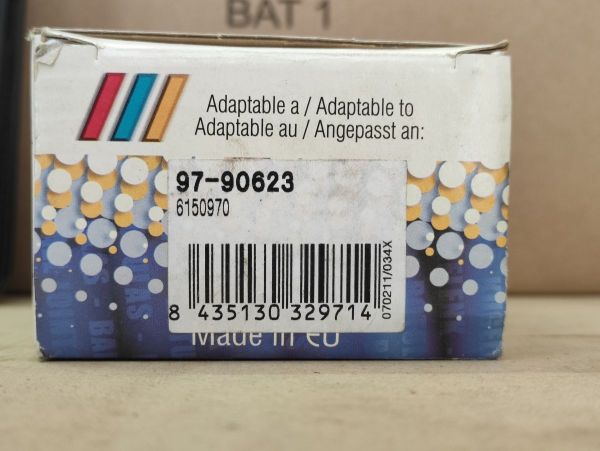 BAT 1
Adaptable a / Adaptable to
Adaptable au / Angepasst an:
97-90623
6150970
8 435130 329714
070211/034X
Made in EU